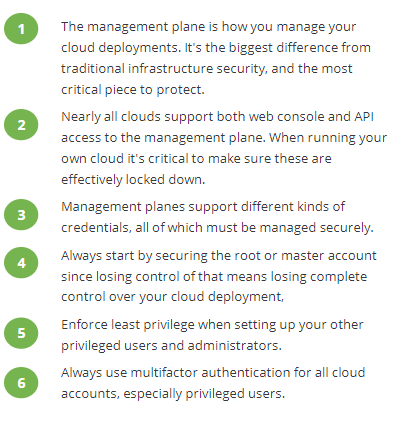 1
The management plane is how you manage your
cloud deployments. It's the biggest difference from
traditional infrastructure security, and the most
critical piece to protect.
2
Nearly all clouds support both web console and API
access to the management plane. When running your
own cloud it's critical to make sure these are
effectively locked down.
3
Management planes support different kinds of
credentials, all of which must be managed securely.
4
Always start by securing the root or master account
since losing control of that means losing complete
control over your cloud deployment,
5
Enforce least privilege when setting up your other
privileged users and administrators.
6
Always use multifactor authentication for all cloud
accounts, especially privileged users.